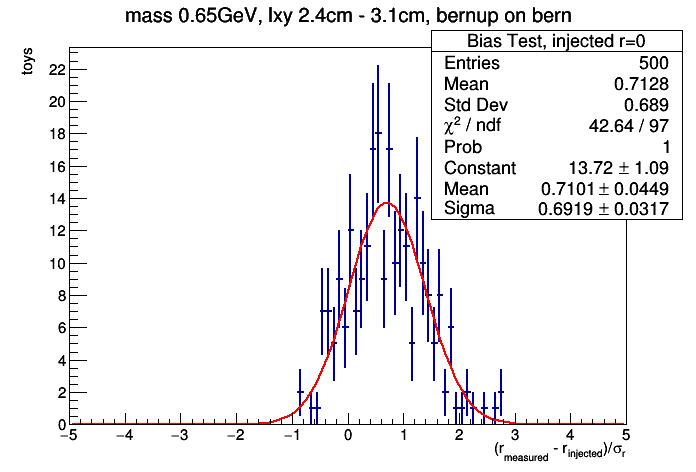 mass 0.65GeV, lxy 2.4cm - 3.1cm, bernup on bern
Bias Test, injected r=0
Entries 500
Mean 0.7128
Std Dev 0.689
χ² / ndf 42.64 / 97
Prob 1
Constant 13.72 ± 1.09
Mean 0.7101 ± 0.0449
Sigma 0.6919 ± 0.0317
toys
22
20
18
16
14
12
10
8
6
4
2
0
−5 −4 −3 −2 −1 0 1 2 3 4 5
(r_measured - r_injected)/σ_r